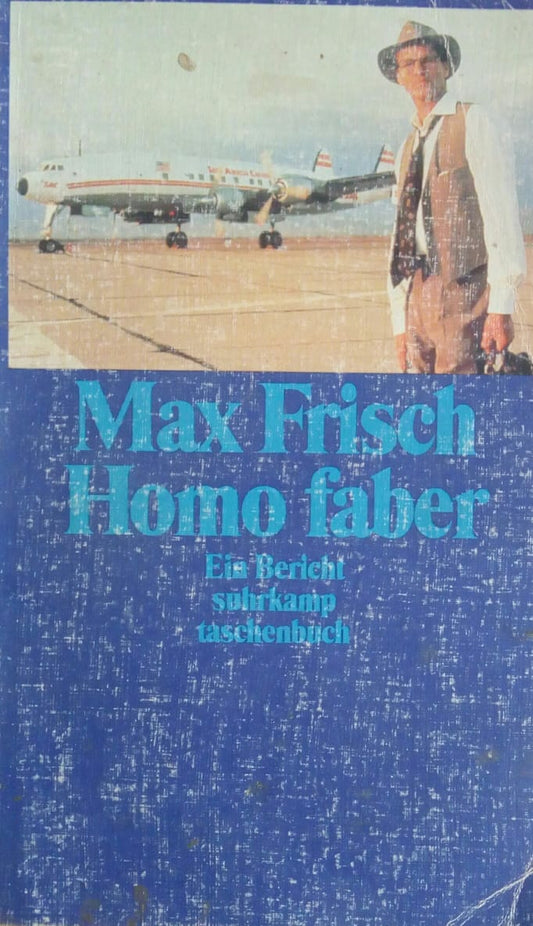 Max Frisch
Homo faber
Ein Bericht
suhrkamp
taschenbuch